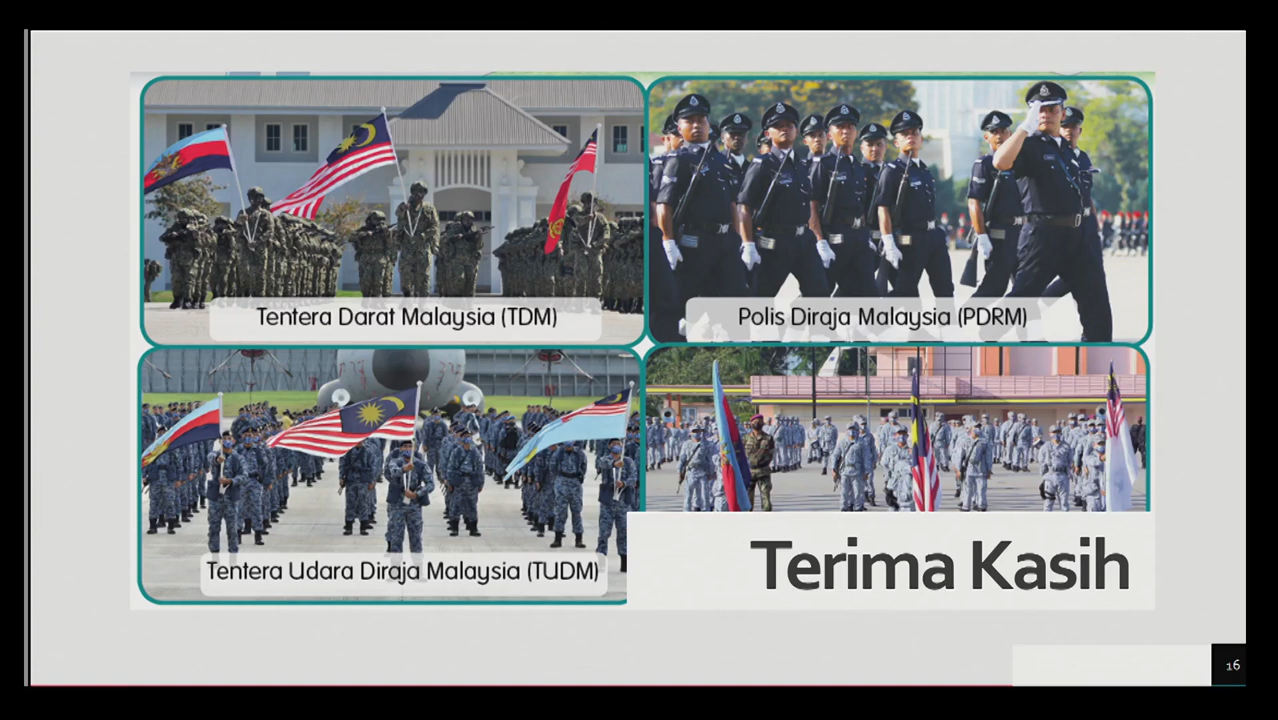 Tentera Darat Malaysia (TDM)
Polis Diraja Malaysia (PDRM)
Tentera Udara Diraja Malaysia (TUDM)
Terima Kasih
16